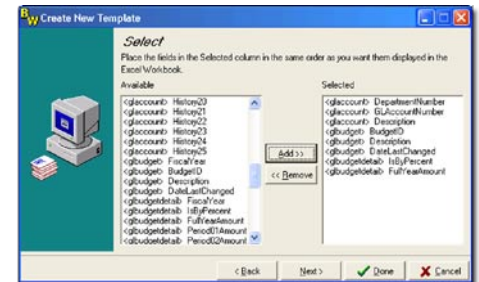 BW Create New Template
Select
Place the fields in the Selected column in the same order as you want them displayed in the
Excel Workbook.
Available
Selected
<glaccount> History20
<glaccount> History21
<glaccount> History22
<glaccount> History23
<glaccount> History24
<glaccount> History25
<glbudget> FiscalYear
<glbudget> BudgetID
<glbudget> Description
<glbudget> DateLastChanged
<glbudgetdetail> FiscalYear
<glbudgetdetail> IsByPercent
<glbudgetdetail> FullYearAmount
<glbudgetdetail> Period01Amount
<glbudgetdetail> Period02Amount
Add >>
<< Remove
<glaccount> DepartmentNumber
<glaccount> GLAccountNumber
<glaccount> Description
<glbudget> BudgetID
<glbudget> Description
<glbudget> DateLastChanged
<glbudgetdetail> IsByPercent
<glbudgetdetail> FullYearAmount
< Back
Next >
Done
Cancel